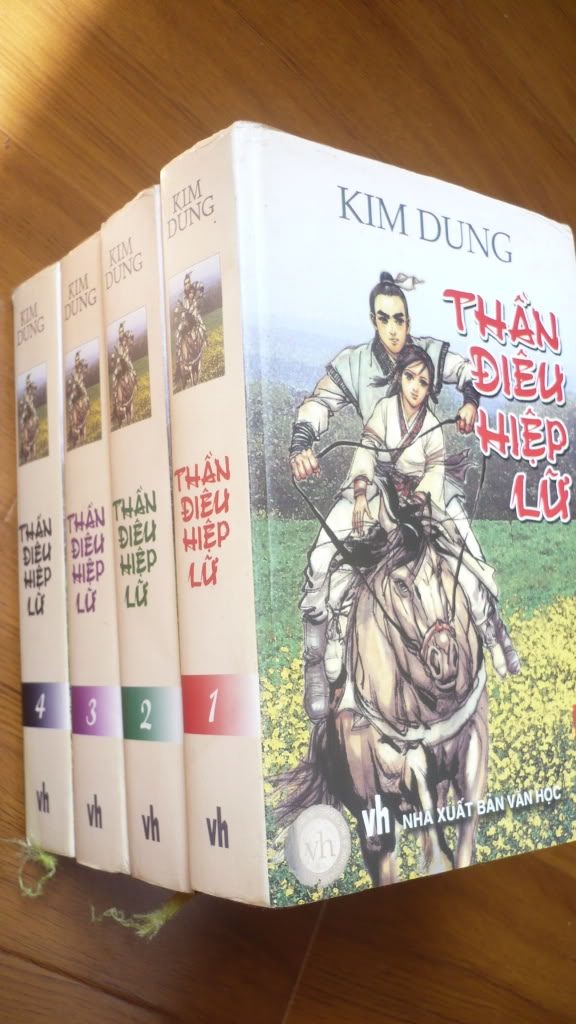 KIM DUNG
THẦN
ĐIÊU
HIỆP
LỮ
4
vh
KIM DUNG
THẦN
ĐIÊU
HIỆP
LỮ
3
vh
KIM DUNG
THẦN
ĐIÊU
HIỆP
LỮ
2
vh
KIM
DUNG
THẦN
ĐIÊU
HIỆP
LỮ
1
vh
KIM DUNG
THẦN
ĐIÊU
HIỆP
LỮ
vh NHÀ XUẤT BẢN VĂN HỌC
vh